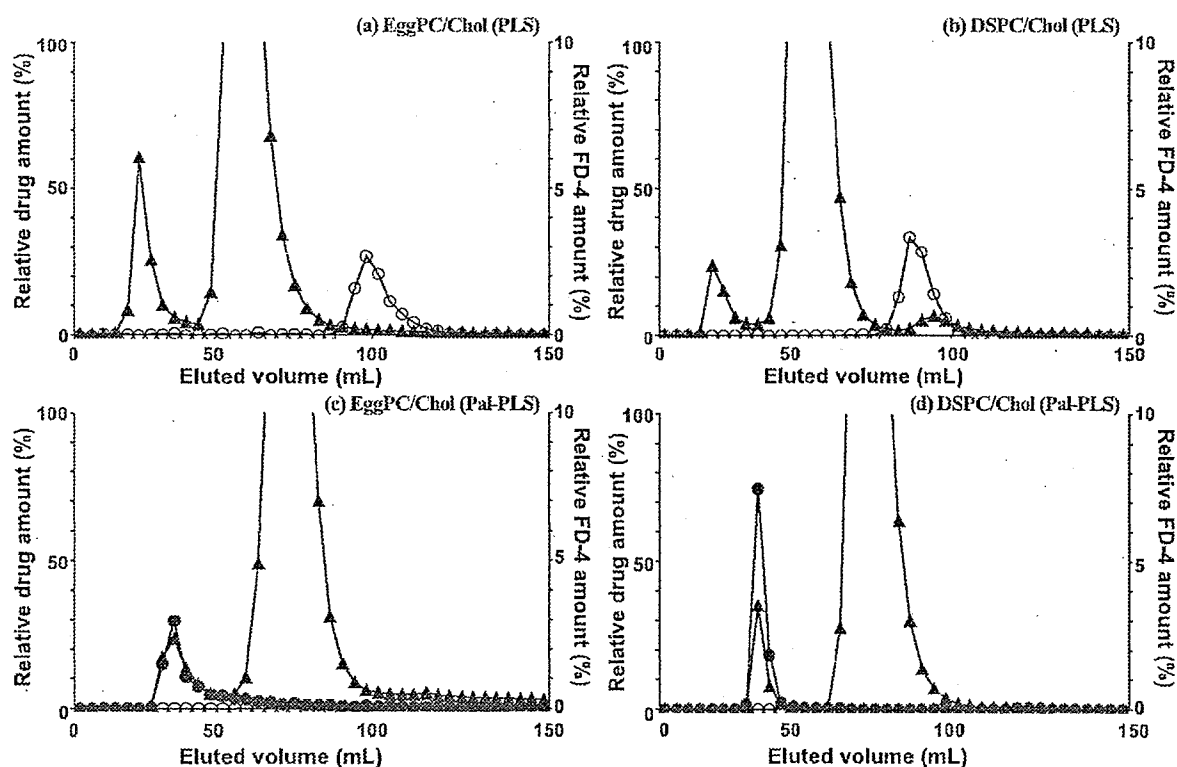 (a) EggPC/Chol (PLS)
100
50
0
Relative drug amount (%)
10
5
0
Relative FD-4 amount (%)
0 50 100 150
Eluted volume (mL)
(b) DSPC/Chol (PLS)
100
50
0
Relative drug amount (%)
10
5
0
Relative FD-4 amount (%)
0 50 100 150
Eluted volume (mL)
(c) EggPC/Chol (Pal-PLS)
100
50
0
Relative drug amount (%)
10
5
0
Relative FD-4 amount (%)
0 50 100 150
Eluted volume (mL)
(d) DSPC/Chol (Pal-PLS)
100
50
0
Relative drug amount (%)
10
5
0
Relative FD-4 amount (%)
0 50 100 150
Eluted volume (mL)